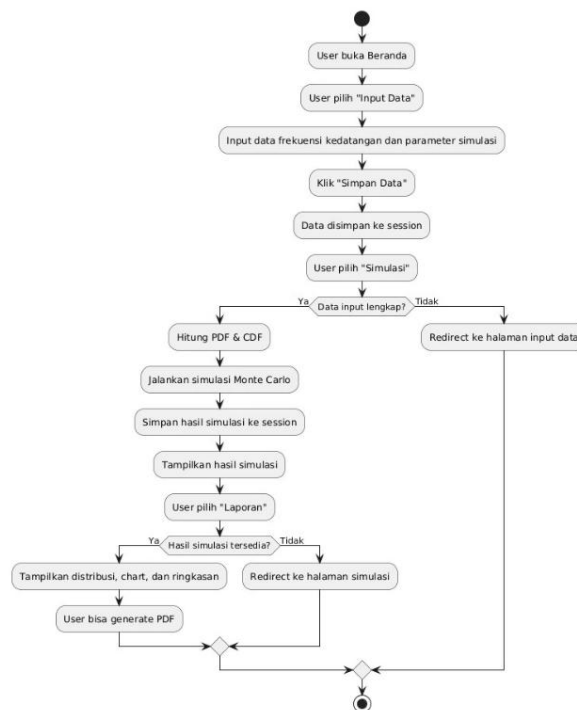 User buka Beranda
User pilih "Input Data"
Input data frekuensi kedatangan dan parameter simulasi
Klik "Simpan Data"
Data disimpan ke session
User pilih "Simulasi"
Data input lengkap?
Ya
Tidak
Hitung PDF & CDF
Redirect ke halaman input data
Jalankan simulasi Monte Carlo
Simpan hasil simulasi ke session
Tampilkan hasil simulasi
User pilih "Laporan"
Hasil simulasi tersedia?
Ya
Tidak
Tampilkan distribusi, chart, dan ringkasan
Redirect ke halaman simulasi
User bisa generate PDF